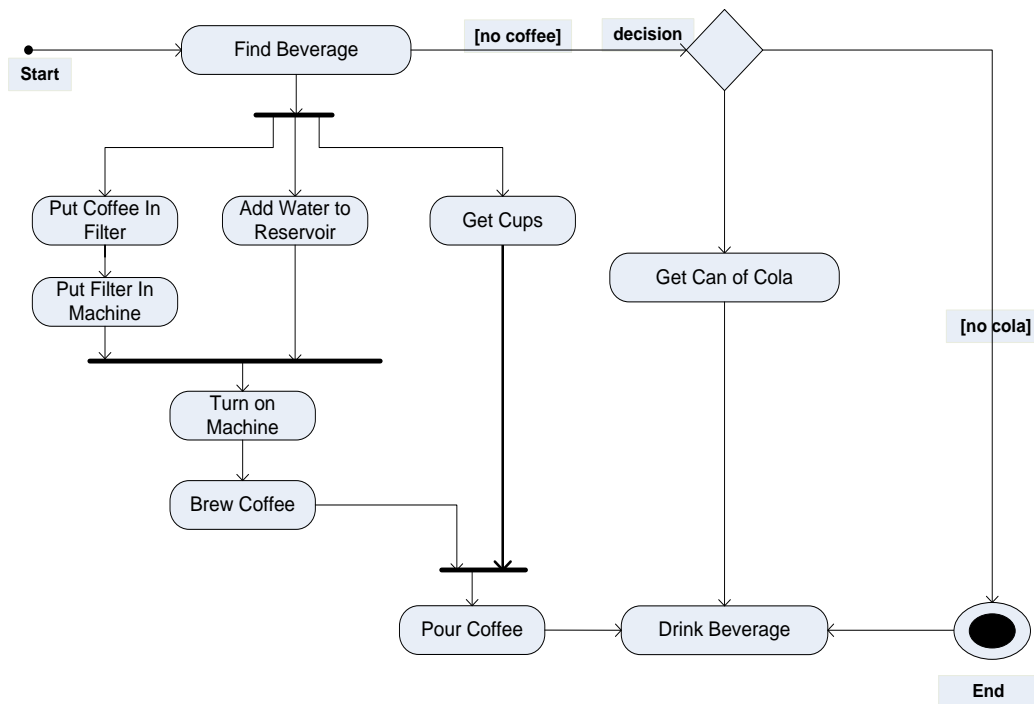 Find Beverage
[no coffee]
decision
Start
Put Coffee In
Filter
Add Water to
Reservoir
Get Cups
Get Can of Cola
Put Filter In
Machine
[no cola]
Turn on
Machine
Brew Coffee
Pour Coffee
Drink Beverage
End